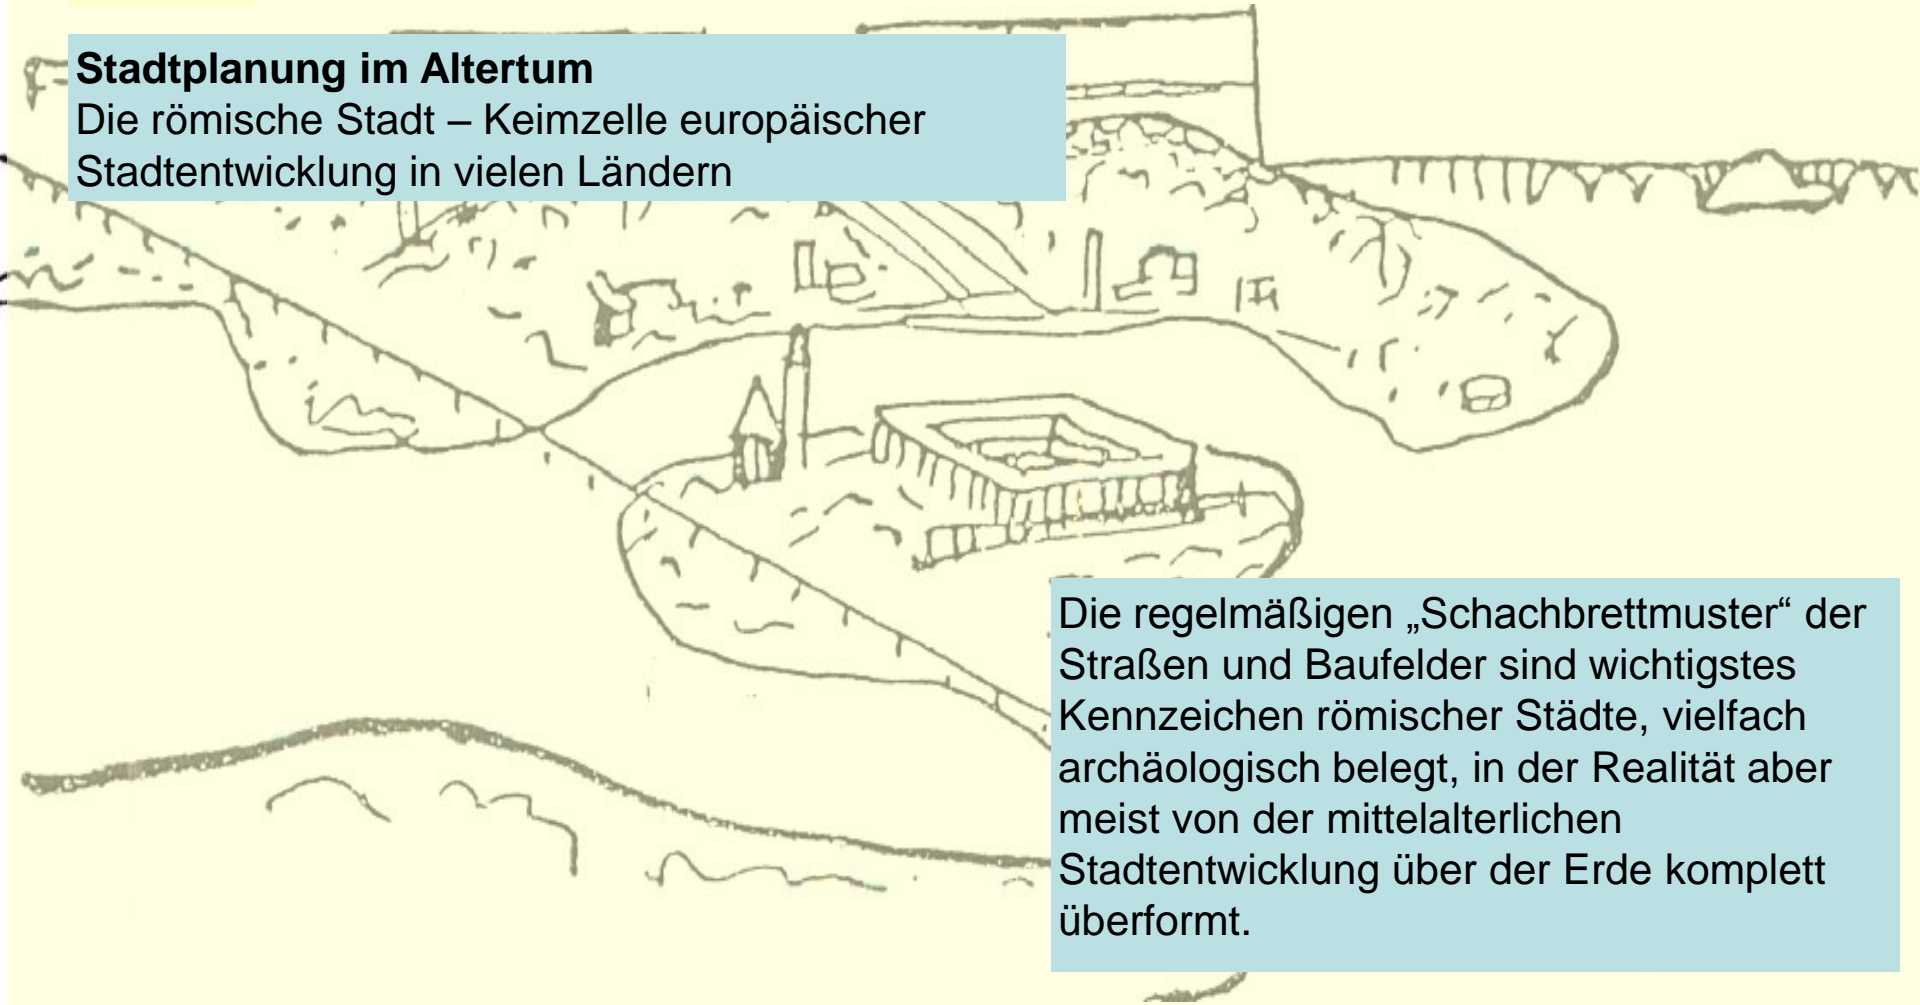 Stadtplanung im Altertum
Die römische Stadt – Keimzelle europäischer
Stadtentwicklung in vielen Ländern
Die regelmäßigen „Schachbrettmuster“ der
Straßen und Baufelder sind wichtigstes
Kennzeichen römischer Städte, vielfach
archäologisch belegt, in der Realität aber
meist von der mittelalterlichen
Stadtentwicklung über der Erde komplett
überformt.